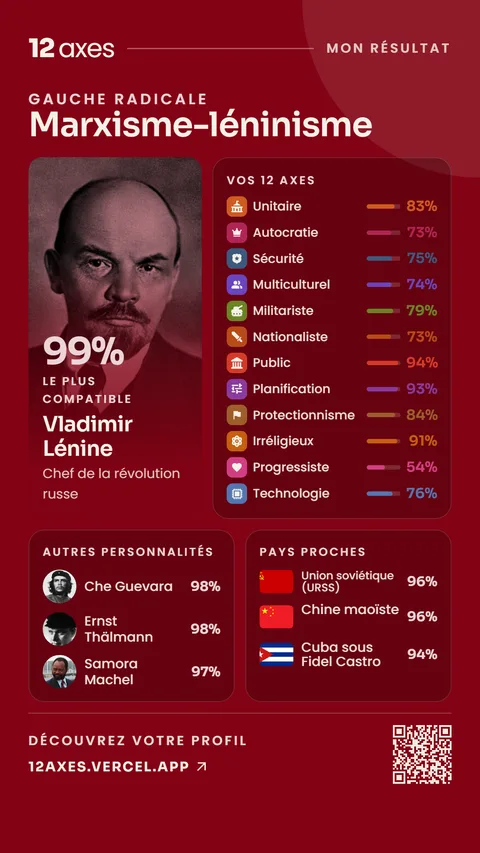 12 axes
MON RÉSULTAT
GAUCHE RADICALE
Marxisme-léninisme
99%
LE PLUS
COMPATIBLE
Vladimir
Lénine
Chef de la révolution
russe
VOS 12 AXES
Unitaire 83%
Autocratie 73%
Sécurité 75%
Multiculturel 74%
Militariste 79%
Nationaliste 73%
Public 94%
Planification 93%
Protectionnisme 84%
Irréligieux 91%
Progressiste 54%
Technologie 76%
AUTRES PERSONNALITÉS
Che Guevara 98%
Ernst
Thälmann 98%
Samora
Machel 97%
PAYS PROCHES
Union soviétique
(URSS) 96%
Chine maoïste 96%
Cuba sous
Fidel Castro 94%
DÉCOUVREZ VOTRE PROFIL
12AXES.VERCEL.APP ↗